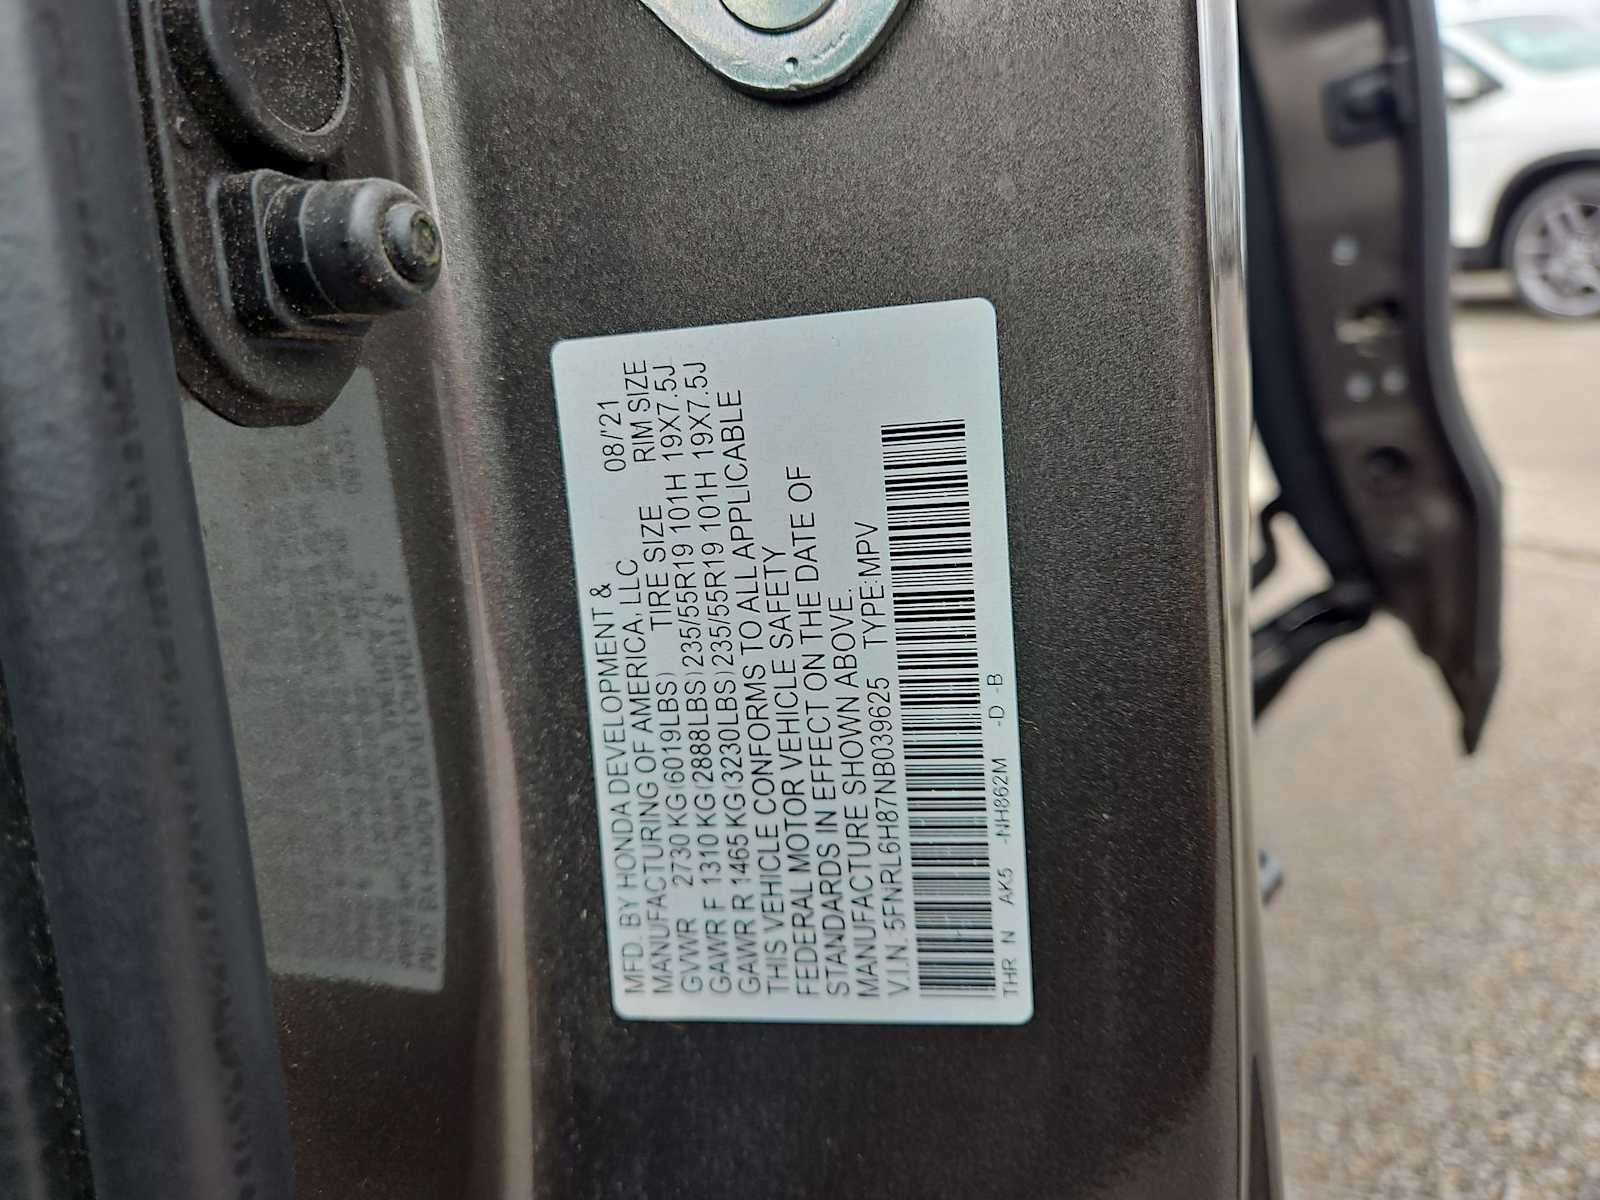 MFD. BY HONDA DEVELOPMENT & 08/'21
MANUFACTURING OF AMERICA, LLC
TIRE SIZE RIM SIZE
GVWR 2730 KG(6019LBS)
GAWR F 1310 KG(2888LBS)235/55R19 101H 19X7.5J
GAWR R 1465 KG(3230LBS)235/55R19 101H 19X7.5J
THIS VEHICLE CONFORMS TO ALL APPLICABLE
FEDERAL MOTOR VEHICLE SAFETY
STANDARDS IN EFFECT ON THE DATE OF
MANUFACTURE SHOWN ABOVE.
V.I.N. 5FNRL6H87NB039625 TYPE:MPV
THR N AK5 -NH862M -D -B